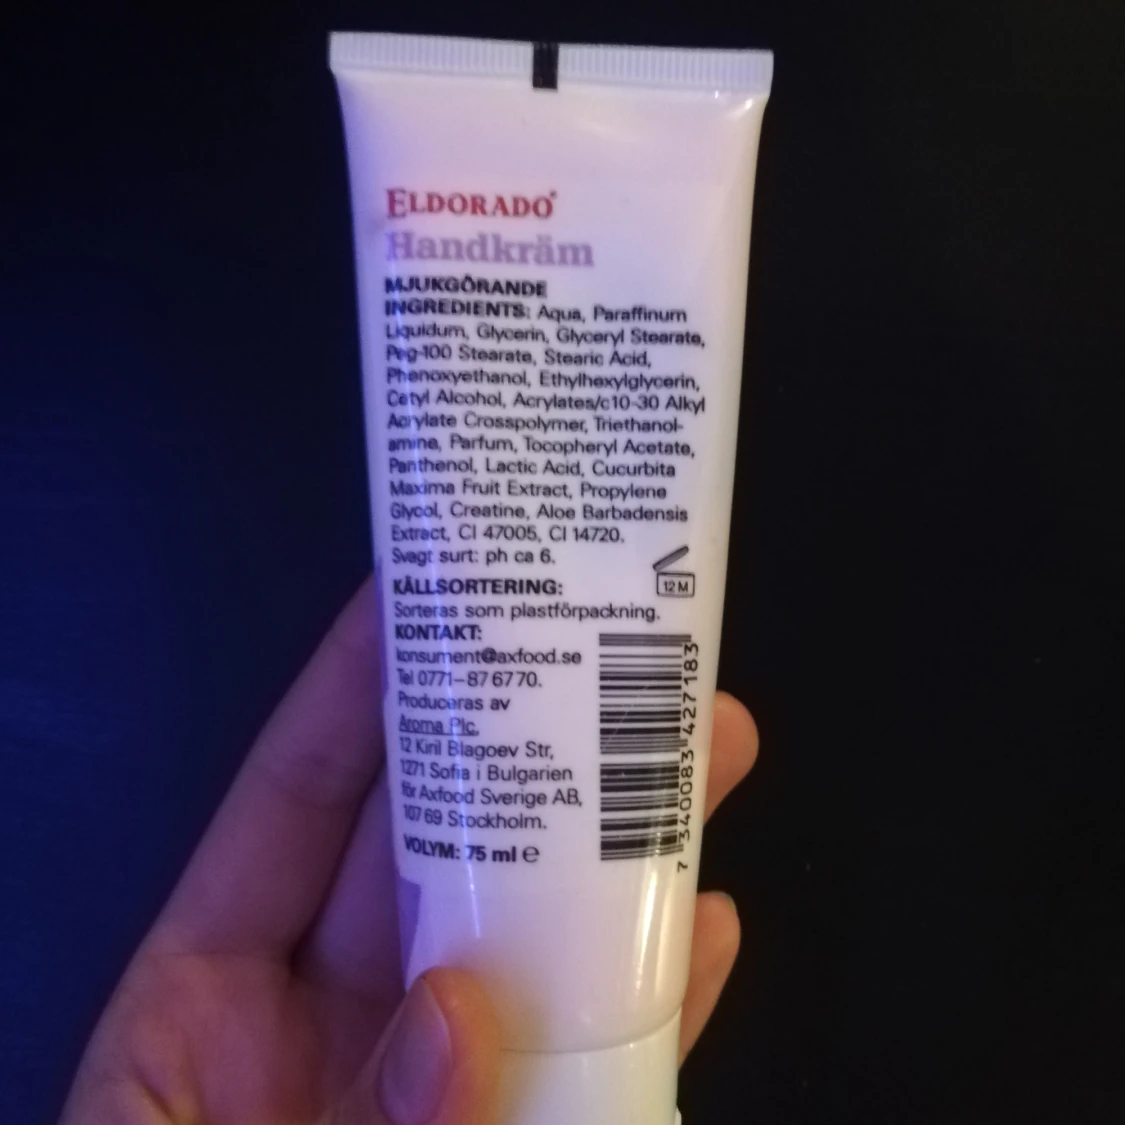 ELDORADO
Handkräm
MJUKGÖRANDE
INGREDIENTS: Aqua, Paraffinum
Liquidum, Glycerin, Glyceryl Stearate,
Peg-100 Stearate, Stearic Acid,
Phenoxyethanol, Ethylhexylglycerin,
Cetyl Alcohol, Acrylates/c10-30 Alkyl
Acrylate Crosspolymer, Triethanol-
amine, Parfum, Tocopheryl Acetate,
Panthenol, Lactic Acid, Cucurbita
Maxima Fruit Extract, Propylene
Glycol, Creatine, Aloe Barbadensis
Extract, CI 47005, CI 14720.
Svagt surt: ph ca 6.
12 M
KÄLLSORTERING:
Sorteras som plastförpackning.
KONTAKT:
konsument@axfood.se
Tel 0771-87 67 70.
Produceras av
Aroma Plc,
12 Kiril Blagoev Str,
1271 Sofia i Bulgarien
för Axfood Sverige AB,
107 69 Stockholm.
VOLYM: 75 ml e
7 340083 427183